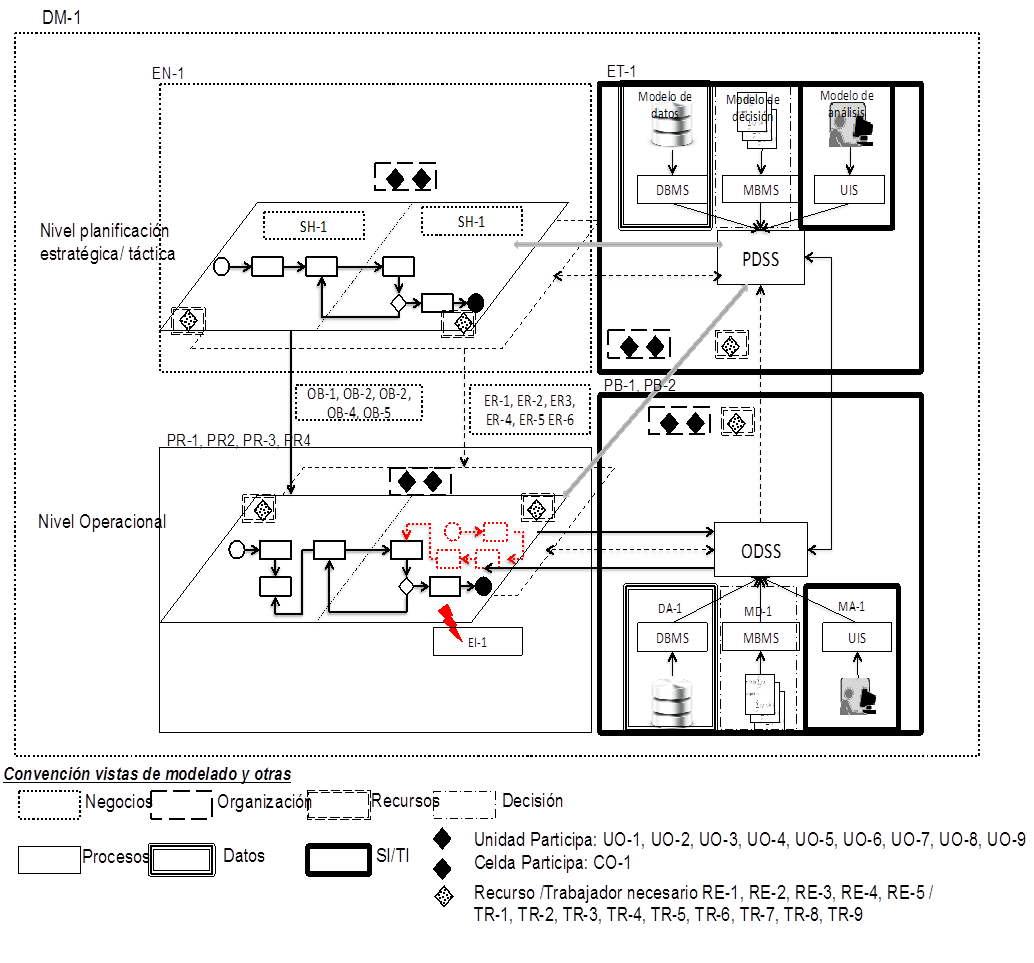 DM-1
EN-1
ET-1
Modelo de
datos
Modelo de
decisión
Modelo de
análisis
DBMS
MBMS
UIS
Nivel planificación
estratégica/ táctica
SH-1
SH-1
PDSS
OB-1, OB-2, OB-2,
OB-4, OB-5
ER-1, ER-2, ER3,
ER-4, ER-5 ER-6
PB-1, PB-2
PR-1, PR2, PR-3, PR4
Nivel Operacional
ODSS
EI-1
DA-1
MD-1
MA-1
DBMS
MBMS
UIS
Convención vistas de modelado y otras
Negocios
Organización
Recursos
Decisión
Procesos
Datos
SI/TI
Unidad Participa: UO-1, UO-2, UO-3, UO-4, UO-5, UO-6, UO-7, UO-8, UO-9
Celda Participa: CO-1
Recurso /Trabajador necesario RE-1, RE-2, RE-3, RE-4, RE-5 /
TR-1, TR-2, TR-3, TR-4, TR-5, TR-6, TR-7, TR-8, TR-9